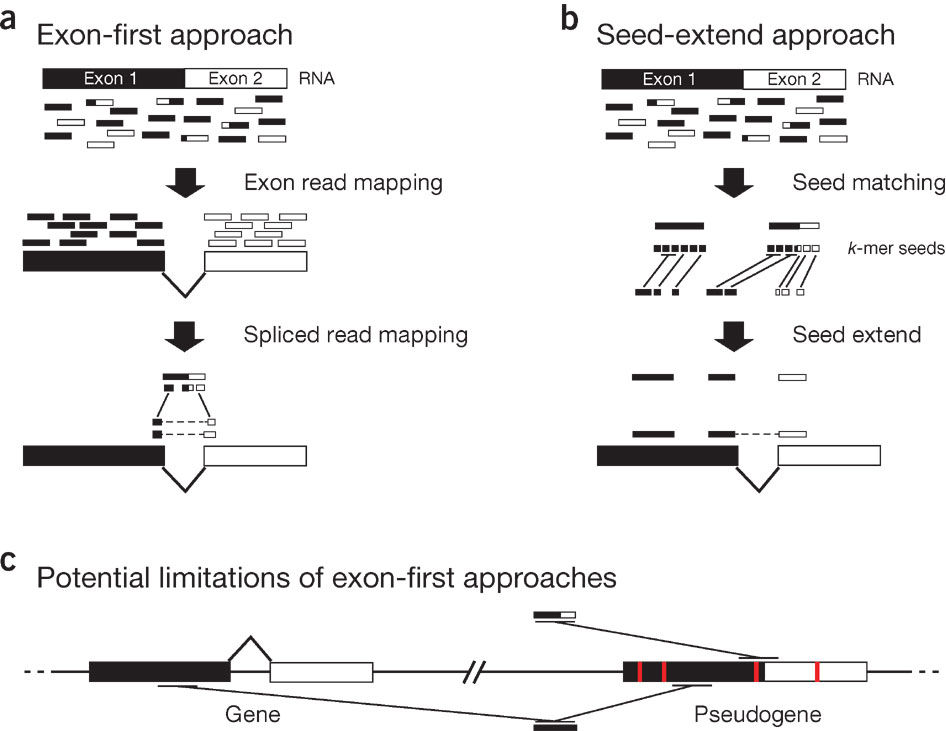 a
Exon-first approach
Exon 1
Exon 2
RNA
Exon read mapping
Spliced read mapping
b
Seed-extend approach
Exon 1
Exon 2
RNA
Seed matching
k-mer seeds
Seed extend
c
Potential limitations of exon-first approaches
Gene
Pseudogene